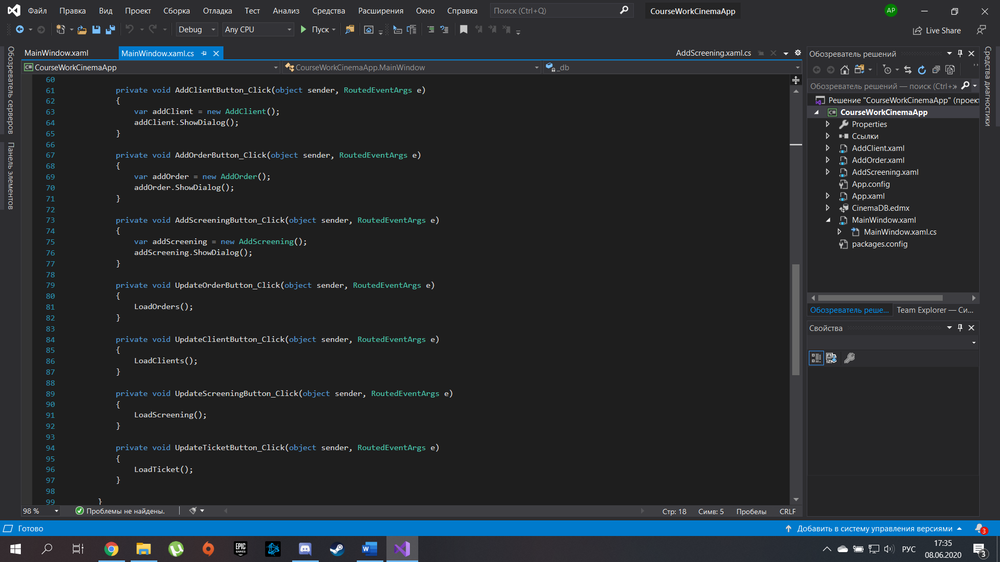 Файл Правка Вид Проект Сборка Отладка Тест Анализ Средства Расширения Окно Справка Поиск (Ctrl+Q) CourseWorkCinemaApp AP
Debug Any CPU Пуск Live Share
Обозреватель серверов
Панель элементов
MainWindow.xaml MainWindow.xaml.cs AddScreening.xaml.cs
C# CourseWorkCinemaApp CourseWorkCinemaApp.MainWindow _db
60
61 private void AddClientButton_Click(object sender, RoutedEventArgs e)
62 {
63 var addClient = new AddClient();
64 addClient.ShowDialog();
65 }
66
67 private void AddOrderButton_Click(object sender, RoutedEventArgs e)
68 {
69 var addOrder = new AddOrder();
70 addOrder.ShowDialog();
71 }
72
73 private void AddScreeningButton_Click(object sender, RoutedEventArgs e)
74 {
75 var addScreening = new AddScreening();
76 addScreening.ShowDialog();
77 }
78
79 private void UpdateOrderButton_Click(object sender, RoutedEventArgs e)
80 {
81 LoadOrders();
82 }
83
84 private void UpdateClientButton_Click(object sender, RoutedEventArgs e)
85 {
86 LoadClients();
87 }
88
89 private void UpdateScreeningButton_Click(object sender, RoutedEventArgs e)
90 {
91 LoadScreening();
92 }
93
94 private void UpdateTicketButton_Click(object sender, RoutedEventArgs e)
95 {
96 LoadTicket();
97 }
98
99 }
98 % Проблемы не найдены. Стр: 18 Симв: 5 Пробелы CRLF
Обозреватель решений
Обозреватель решений — поиск (Ctrl+ж
Решение "CourseWorkCinemaApp" (проект
C# CourseWorkCinemaApp
Properties
Ссылки
AddClient.xaml
AddOrder.xaml
AddScreening.xaml
App.config
App.xaml
CinemaDB.edmx
MainWindow.xaml
MainWindow.xaml.cs
packages.config
Обозреватель реше... Team Explorer — Си...
Свойства
Средства диагностики
Готово Добавить в систему управления версиями 3
EPIC GAMES РУС 17:35
08.06.2020 3